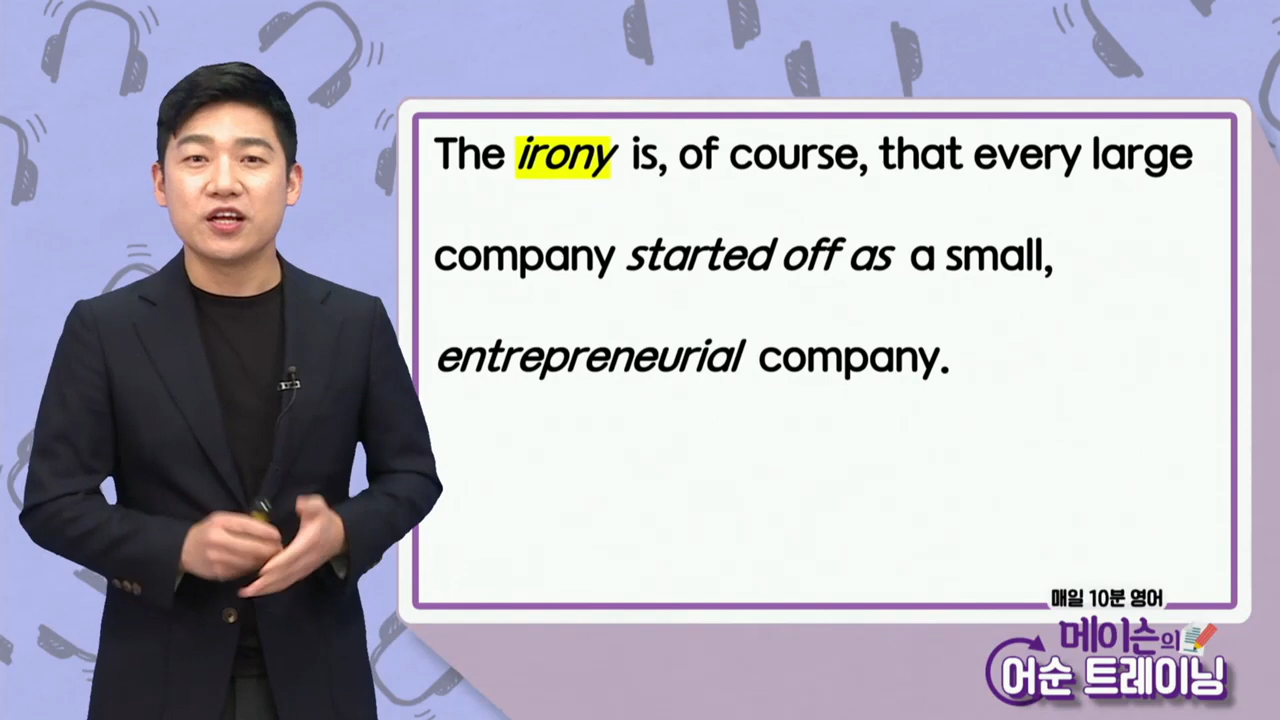 The irony is, of course, that every large
company started off as a small,
entrepreneurial company.
매일 10분 영어
메이슨의
어순 트레이닝